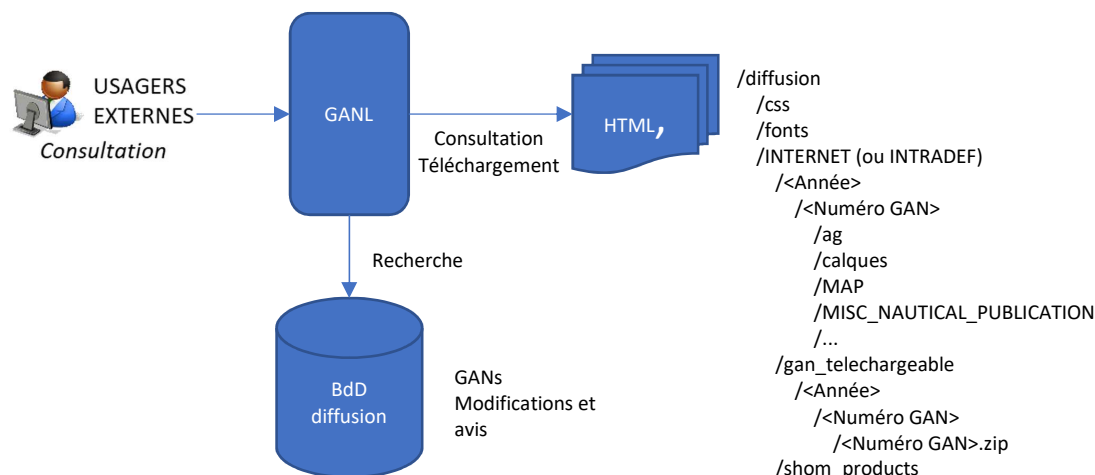 USAGERS
EXTERNES
Consultation
GANL
Consultation
Téléchargement
HTML,
Recherche
BdD
diffusion
GANs
Modifications et
avis
/diffusion
/css
/fonts
/INTERNET (ou INTRADEF)
/<Année>
/<Numéro GAN>
/ag
/calques
/MAP
/MISC_NAUTICAL_PUBLICATION
/...
/gan_telechargeable
/<Année>
/<Numéro GAN>
/<Numéro GAN>.zip
/shom_products